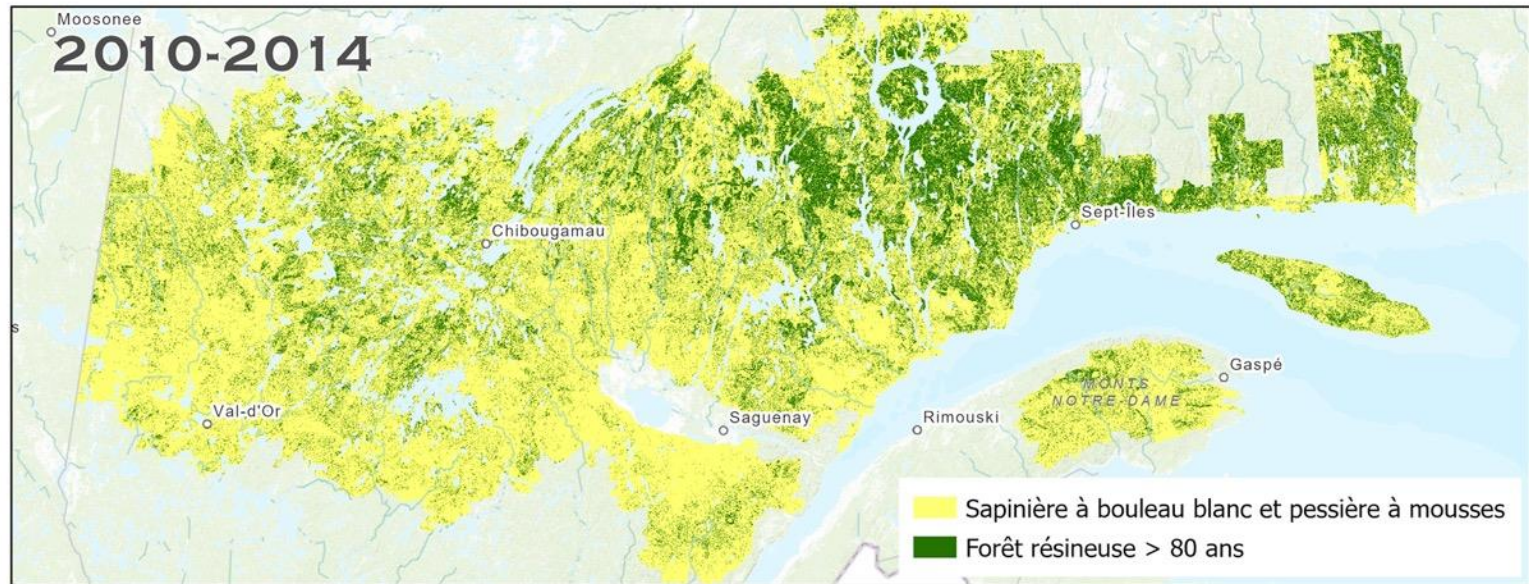 Moosonee
2010-2014
Chibougamau
Sept-Îles
s
Gaspé
MONTS
NOTRE-DAME
Val-d'Or
Saguenay
Rimouski
Sapinière à bouleau blanc et pessière à mousses
Forêt résineuse > 80 ans